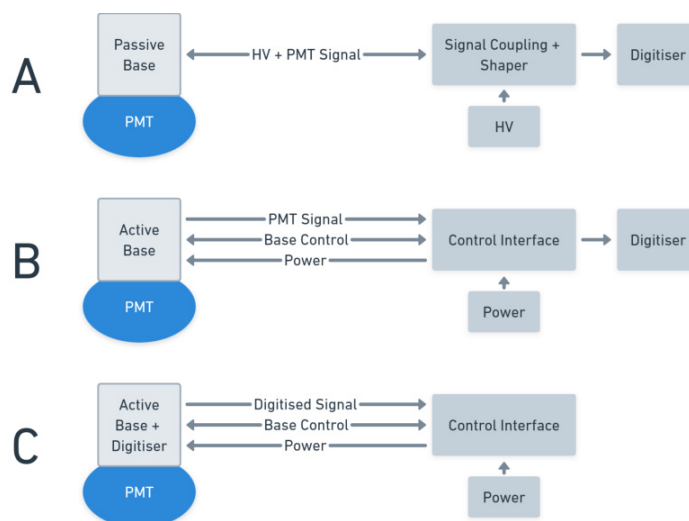 A
Passive
Base
PMT
HV + PMT Signal
Signal Coupling +
Shaper
HV
Digitiser
B
Active
Base
PMT
PMT Signal
Base Control
Power
Control Interface
Power
Digitiser
C
Active
Base +
Digitiser
PMT
Digitised Signal
Base Control
Power
Control Interface
Power